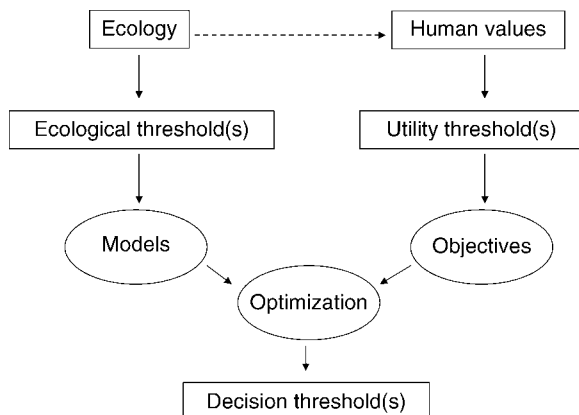 Ecology
Human values
Ecological threshold(s)
Utility threshold(s)
Models
Objectives
Optimization
Decision threshold(s)